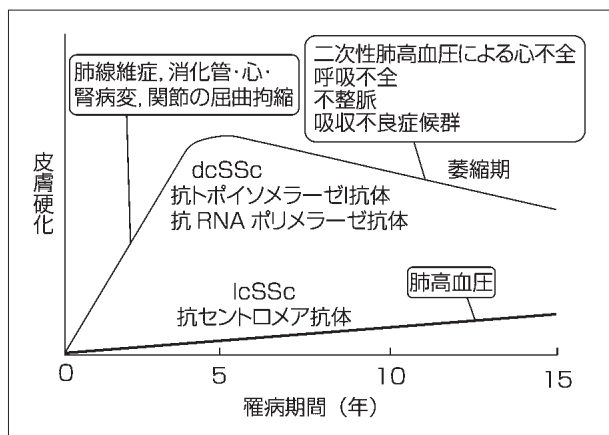 肺線維症，消化管・心・
腎病変，関節の屈曲拘縮
二次性肺高血圧による心不全
呼吸不全
不整脈
吸収不良症候群
皮膚硬化
dcSSc
抗トポイソメラーゼI抗体
抗RNAポリメラーゼ抗体
萎縮期
lcSSc
抗セントロメア抗体
肺高血圧
0
5
10
15
罹病期間（年）